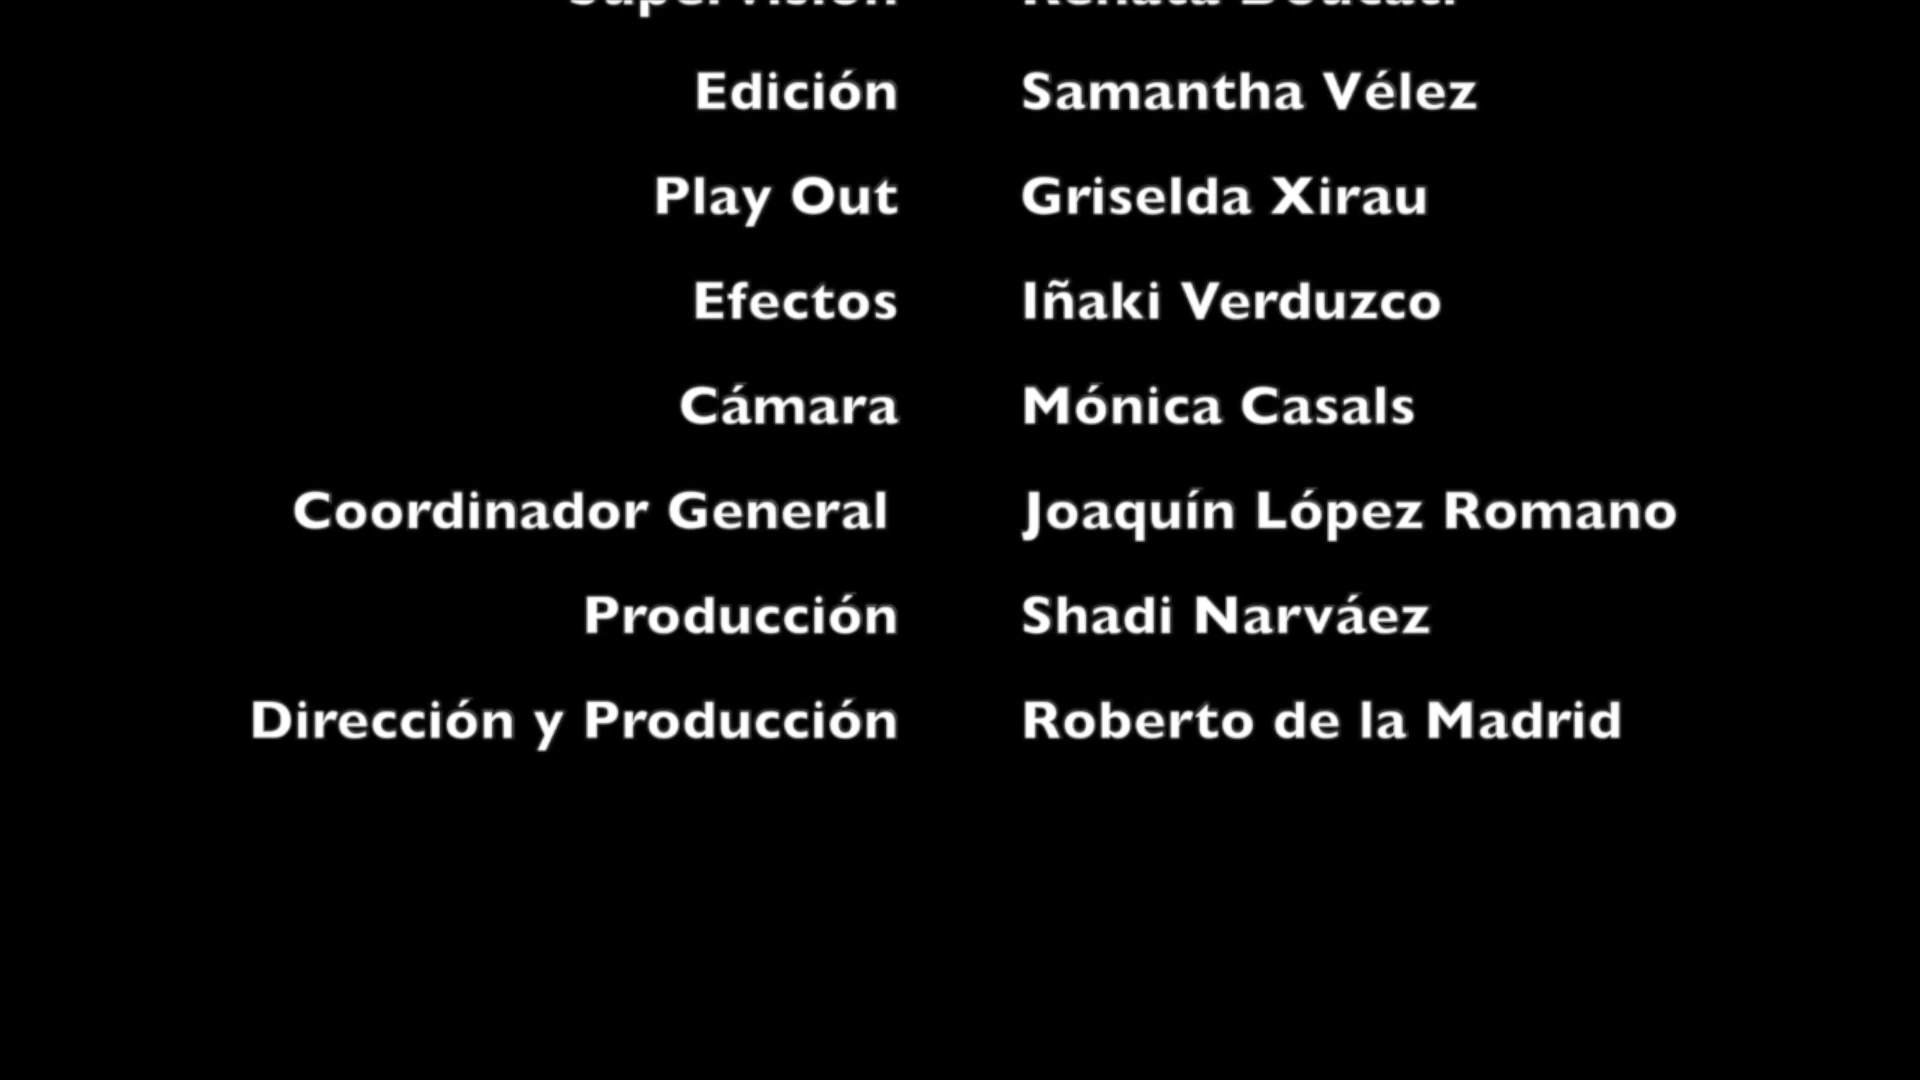 Supervisión
Edición Samantha Vélez
Play Out Griselda Xirau
Efectos Iñaki Verduzco
Cámara Mónica Casals
Coordinador General Joaquín López Romano
Producción Shadi Narváez
Dirección y Producción Roberto de la Madrid